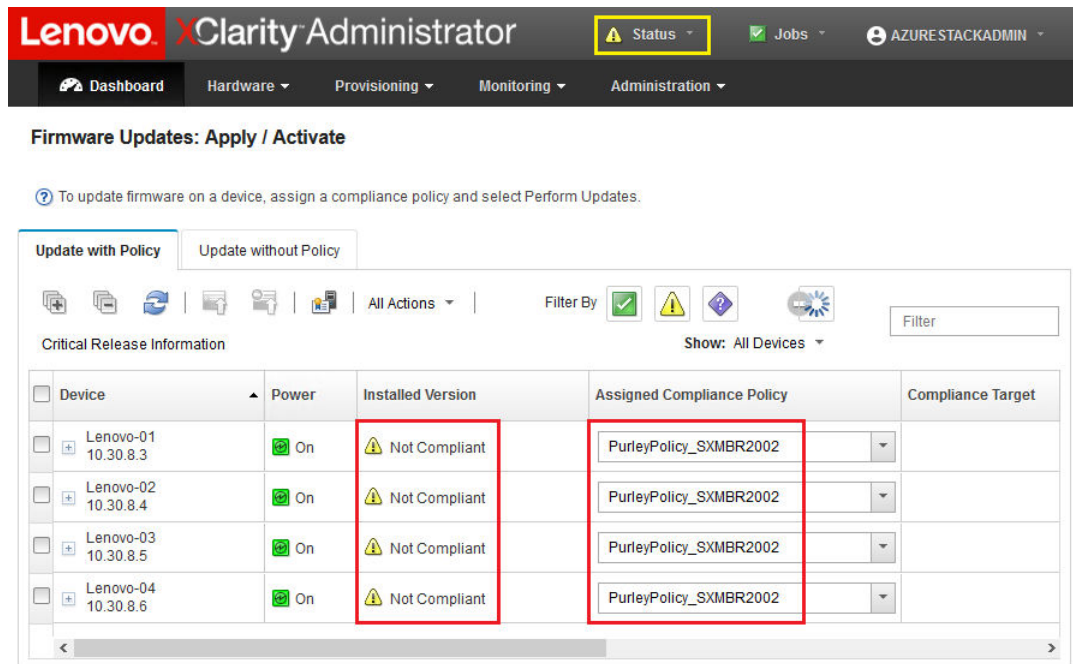 Lenovo. XClarity Administrator Status Jobs AZURESTACKADMIN
Dashboard Hardware Provisioning Monitoring Administration
Firmware Updates: Apply / Activate
? To update firmware on a device, assign a compliance policy and select Perform Updates.
Update with Policy Update without Policy
All Actions Filter By Filter
Critical Release Information Show: All Devices
Device Power Installed Version Assigned Compliance Policy Compliance Target
Lenovo-01
10.30.8.3 On Not Compliant PurleyPolicy_SXMBR2002
Lenovo-02
10.30.8.4 On Not Compliant PurleyPolicy_SXMBR2002
Lenovo-03
10.30.8.5 On Not Compliant PurleyPolicy_SXMBR2002
Lenovo-04
10.30.8.6 On Not Compliant PurleyPolicy_SXMBR2002